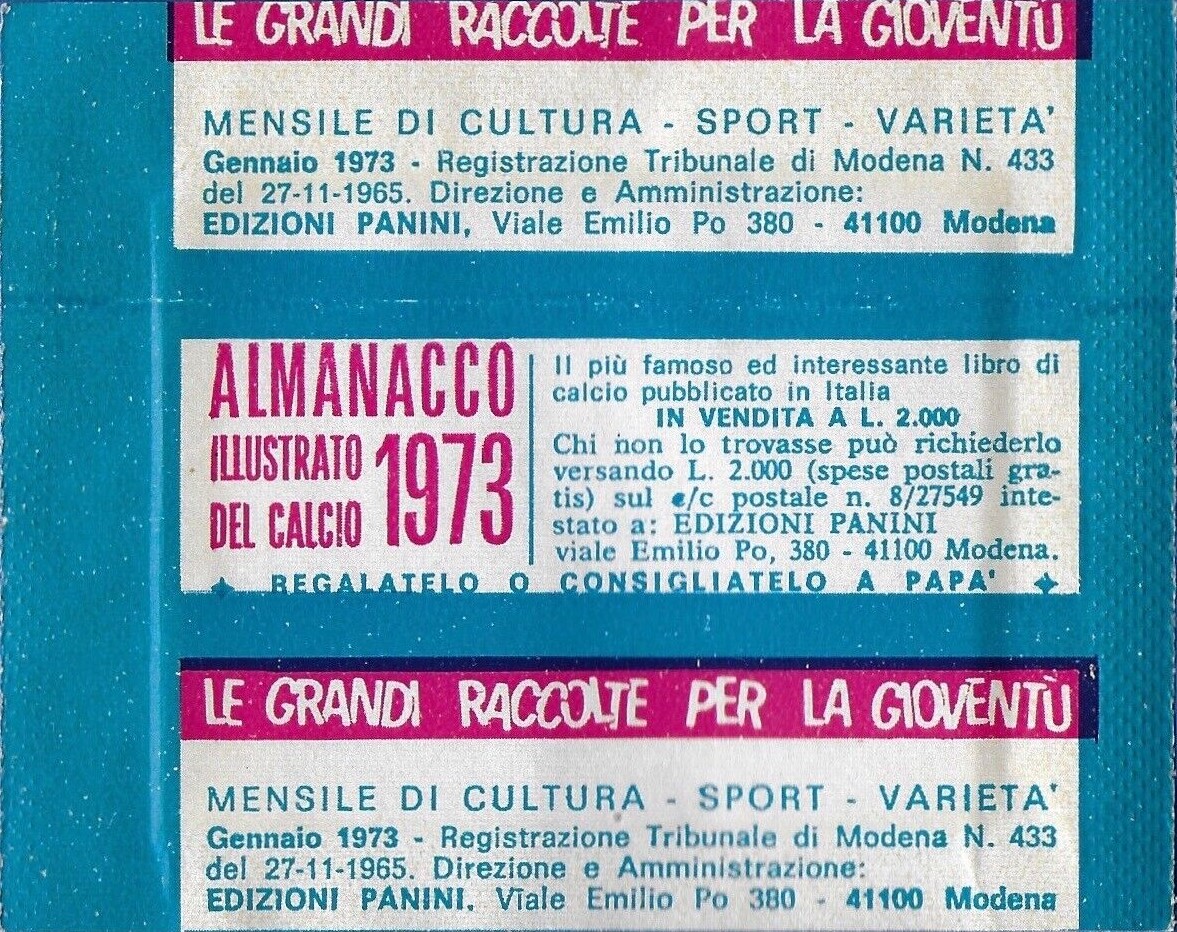 LE GRANDI RACCOLTE PER LA GIOVENTÙ
MENSILE DI CULTURA - SPORT - VARIETA'
Gennaio 1973 - Registrazione Tribunale di Modena N. 433
del 27-11-1965. Direzione e Amministrazione:
EDIZIONI PANINI, Viale Emilio Po 380 - 41100 Modena
ALMANACCO
ILLUSTRATO
DEL CALCIO
1973
Il più famoso ed interessante libro di
calcio pubblicato in Italia
IN VENDITA A L. 2.000
Chi non lo trovasse può richiederlo
versando L. 2.000 (spese postali gra-
tis) sul c/c postale n. 8/27549 inte-
stato a: EDIZIONI PANINI
viale Emilio Po, 380 - 41100 Modena.
REGALATELO O CONSIGLIATELO A PAPA'
LE GRANDI RACCOLTE PER LA GIOVENTÙ
MENSILE DI CULTURA - SPORT - VARIETA'
Gennaio 1973 - Registrazione Tribunale di Modena N. 433
del 27-11-1965. Direzione e Amministrazione:
EDIZIONI PANINI. Viale Emilio Po 380 - 41100 Modena